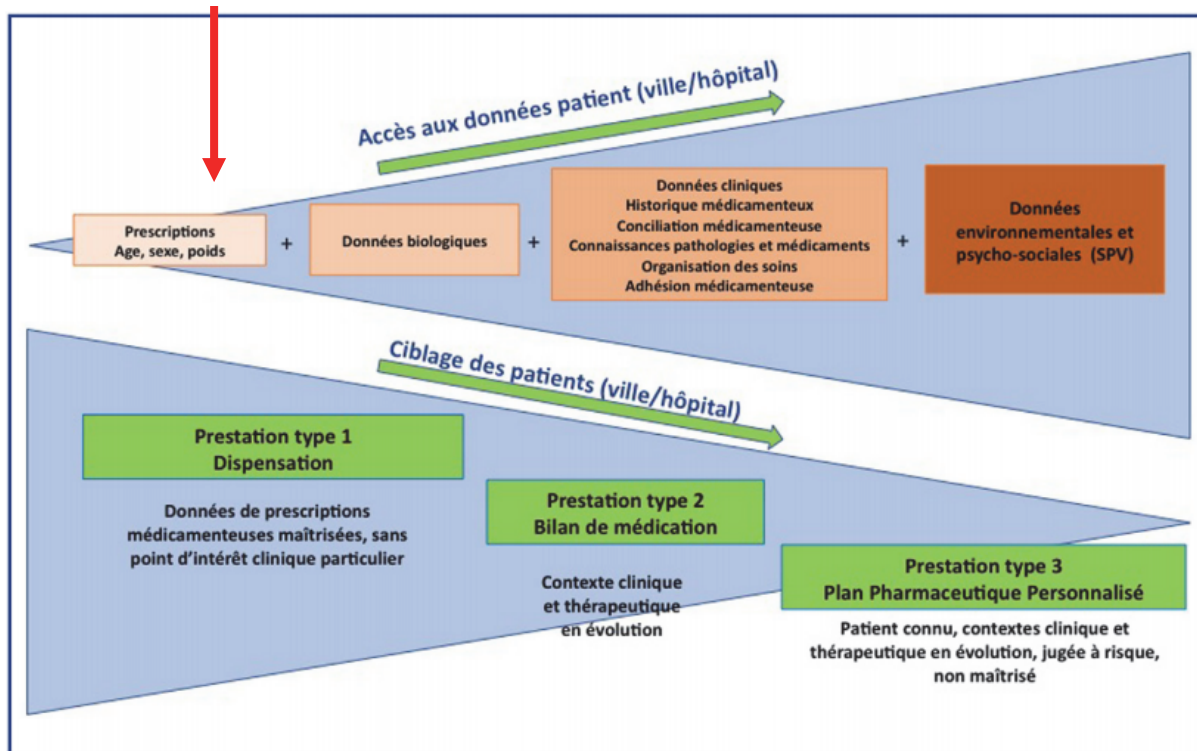 Accès aux données patient (ville/hôpital)
Prescriptions
Age, sexe, poids
+
Données biologiques
+
Données cliniques
Historique médicamenteux
Conciliation médicamenteuse
Connaissances pathologies et médicaments
Organisation des soins
Adhésion médicamenteuse
+
Données
environnementales et
psycho-sociales (SPV)
Ciblage des patients (ville/hôpital)
Prestation type 1
Dispensation
Données de prescriptions
médicamenteuses maîtrisées, sans
point d'intérêt clinique particulier
Prestation type 2
Bilan de médication
Contexte clinique
et thérapeutique
en évolution
Prestation type 3
Plan Pharmaceutique Personnalisé
Patient connu, contextes clinique et
thérapeutique en évolution, jugée à risque,
non maîtrisé